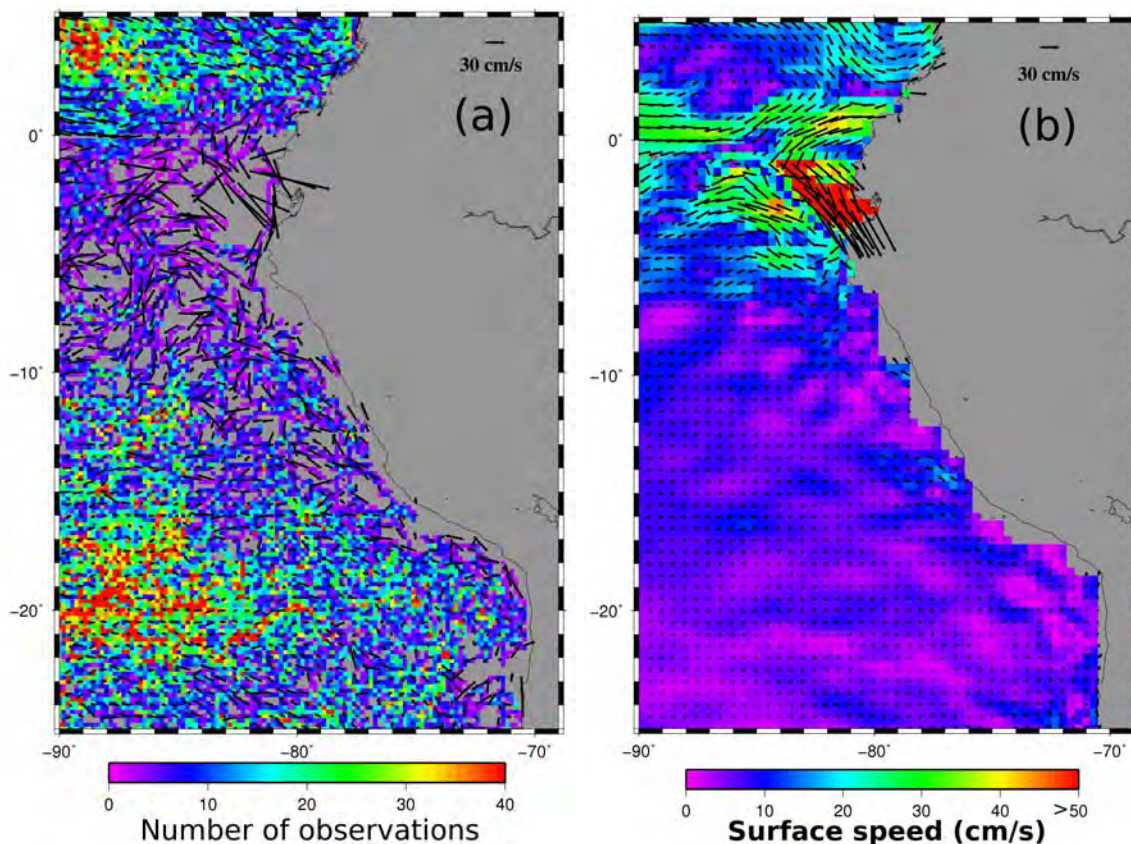 30 cm/s
(a)
0°
−10°
−20°
−90
−80
−70
0 10 20 30 40
Number of observations
30 cm/s
(b)
0°
−10°
−20°
−90
−80
−70
0 10 20 30 40 >50
Surface speed (cm/s)